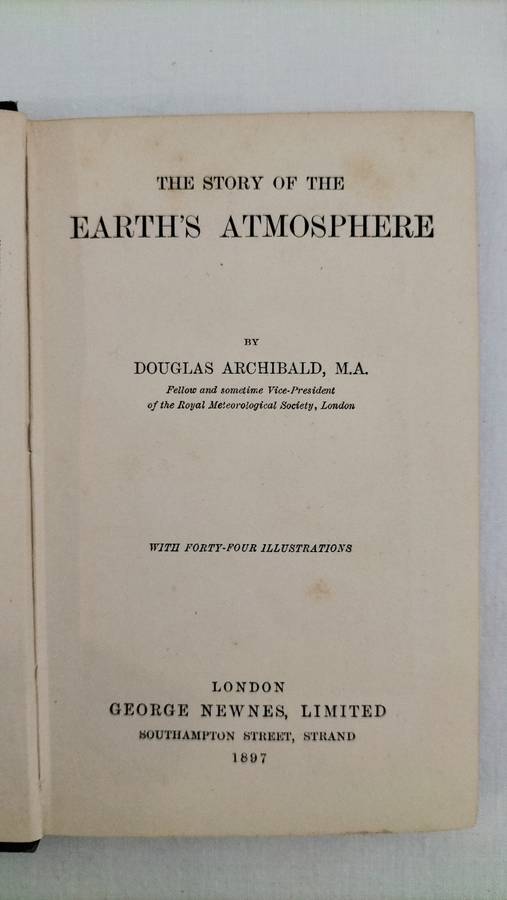 THE STORY OF THE
EARTH'S ATMOSPHERE
BY
DOUGLAS ARCHIBALD, M.A.
Fellow and sometime Vice-President
of the Royal Meteorological Society, London
WITH FORTY-FOUR ILLUSTRATIONS
LONDON
GEORGE NEWNES, LIMITED
SOUTHAMPTON STREET, STRAND
1897